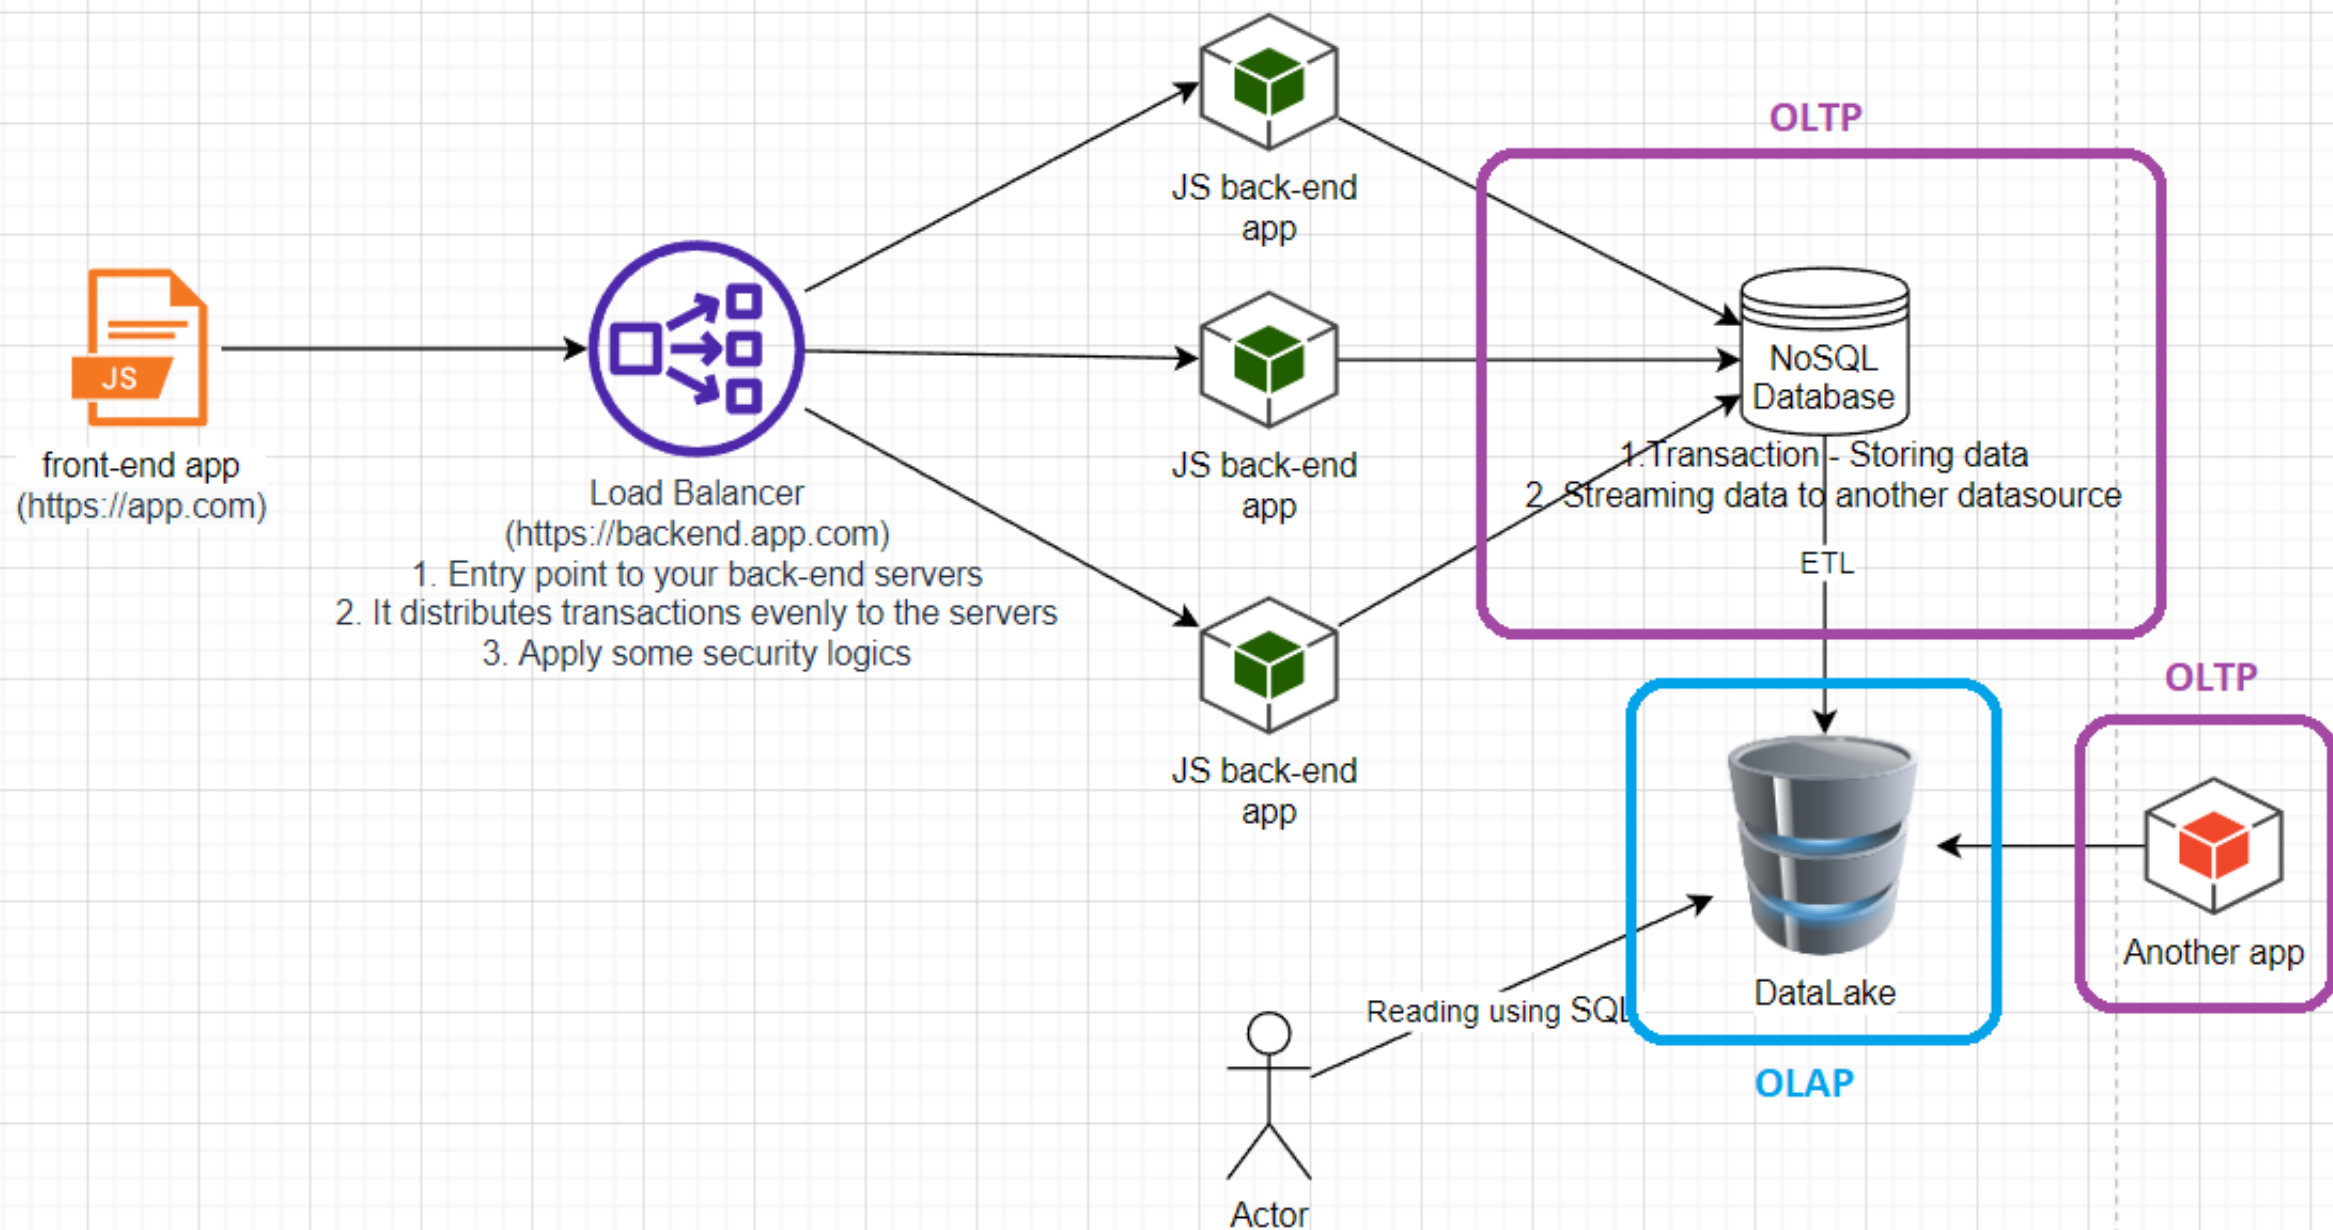 JS
front-end app
(https://app.com)
Load Balancer
(https://backend.app.com)
1. Entry point to your back-end servers
2. It distributes transactions evenly to the servers
3. Apply some security logics
JS back-end
app
JS back-end
app
JS back-end
app
OLTP
NoSQL
Database
1.Transaction - Storing data
2. Streaming data to another datasource
ETL
OLTP
Another app
DataLake
OLAP
Reading using SQL
Actor